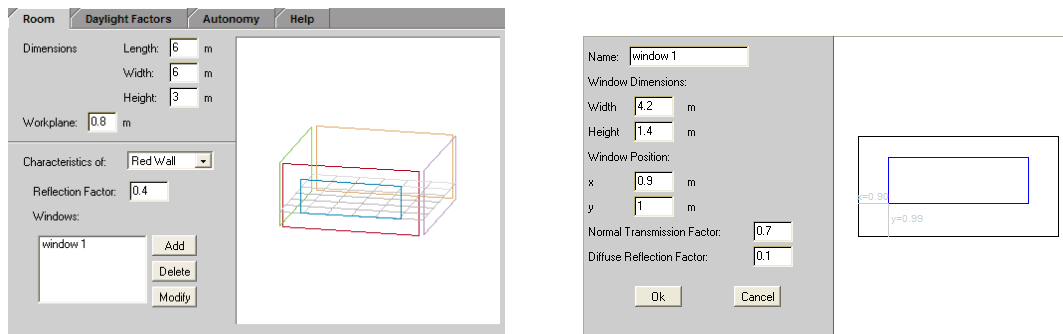 Room Daylight Factors Autonomy Help
Dimensions Length: 6 m
Width: 6 m
Height: 3 m
Workplane: 0.8 m
Characteristics of: Red Wall
Reflection Factor: 0.4
Windows:
window 1
Add
Delete
Modify
Name: window 1
Window Dimensions:
Width 4.2 m
Height 1.4 m
Window Position:
x 0.9 m
y 1 m
Normal Transmission Factor: 0.7
Diffuse Reflection Factor: 0.1
Ok Cancel
x=0.90
y=0.99